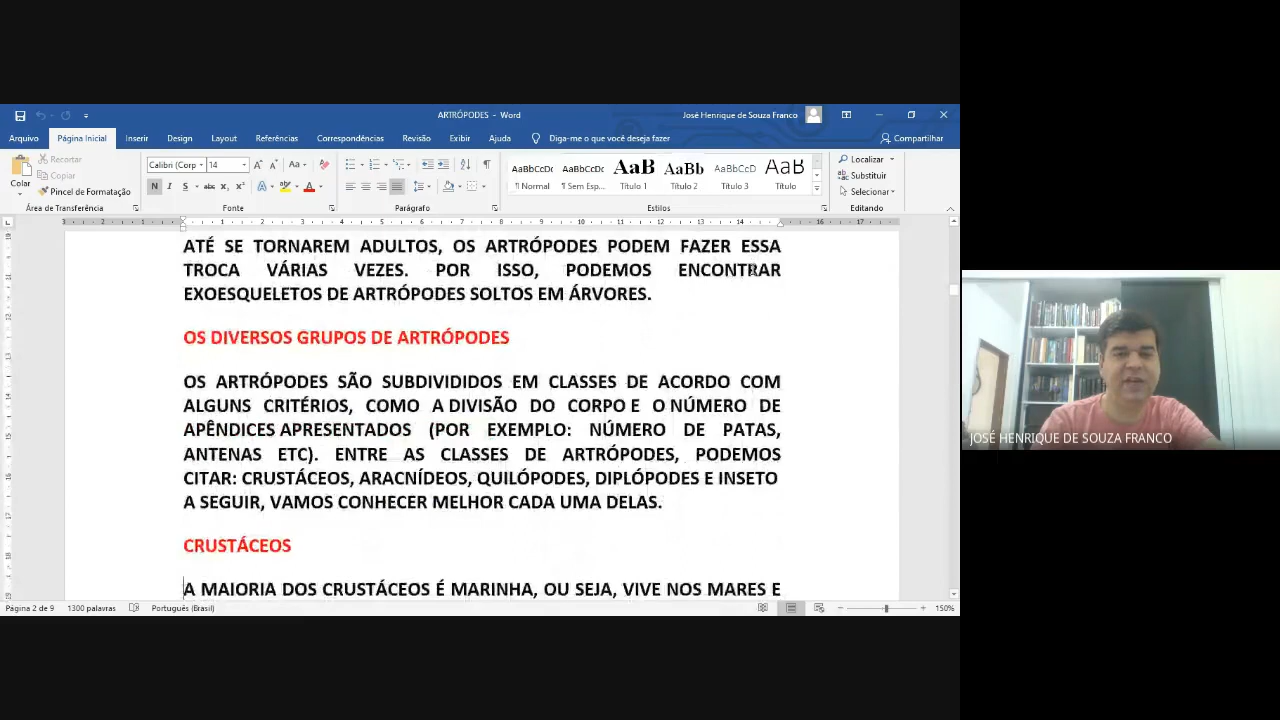 ARTRÓPODES - Word
José Henrique de Souza Franco
Arquivo Página Inicial Inserir Design Layout Referências Correspondências Revisão Exibir Ajuda Diga-me o que você deseja fazer Compartilhar
Colar
Recortar
Copiar
Pincel de Formatação
Área de Transferência
Calibri (Corp 14
Fonte
Parágrafo
AaBbCcDc AaBbCcDc AaB AaBb AaBbCcD AaB
¶ Normal ¶ Sem Esp... Título 1 Título 2 Título 3 Título
Estilos
Localizar
Substituir
Selecionar
Editando
ATÉ SE TORNAREM ADULTOS, OS ARTRÓPODES PODEM FAZER ESSA
TROCA VÁRIAS VEZES. POR ISSO, PODEMOS ENCONTRAR
EXOESQUELETOS DE ARTRÓPODES SOLTOS EM ÁRVORES.
OS DIVERSOS GRUPOS DE ARTRÓPODES
OS ARTRÓPODES SÃO SUBDIVIDIDOS EM CLASSES DE ACORDO COM
ALGUNS CRITÉRIOS, COMO A DIVISÃO DO CORPO E O NÚMERO DE
APÊNDICES APRESENTADOS (POR EXEMPLO: NÚMERO DE PATAS,
ANTENAS ETC). ENTRE AS CLASSES DE ARTRÓPODES, PODEMOS
CITAR: CRUSTÁCEOS, ARACNÍDEOS, QUILÓPODES, DIPLÓPODES E INSETO
A SEGUIR, VAMOS CONHECER MELHOR CADA UMA DELAS.
CRUSTÁCEOS
A MAIORIA DOS CRUSTÁCEOS É MARINHA, OU SEJA, VIVE NOS MARES E
Página 2 de 9 1300 palavras Português (Brasil) 150%
JOSÉ HENRIQUE DE SOUZA FRANCO